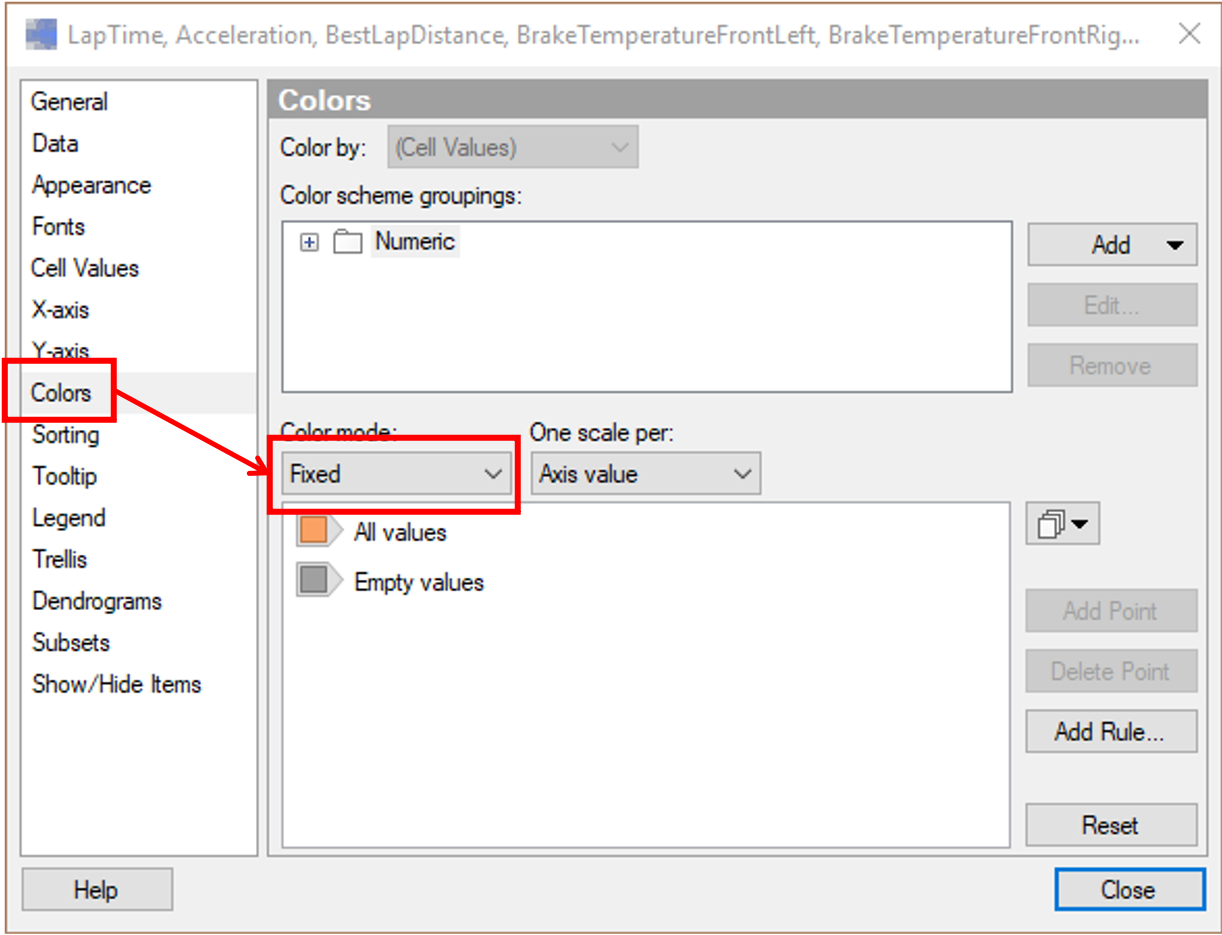 LapTime, Acceleration, BestLapDistance, BrakeTemperatureFrontLeft, BrakeTemperatureFrontRig...
General
Data
Appearance
Fonts
Cell Values
X-axis
Y-axis
Colors
Sorting
Tooltip
Legend
Trellis
Dendrograms
Subsets
Show/Hide Items
Colors
Color by: (Cell Values)
Color scheme groupings:
Numeric
Add
Edit...
Remove
Color mode: One scale per:
Fixed Axis value
All values
Empty values
Add Point
Delete Point
Add Rule...
Reset
Help Close